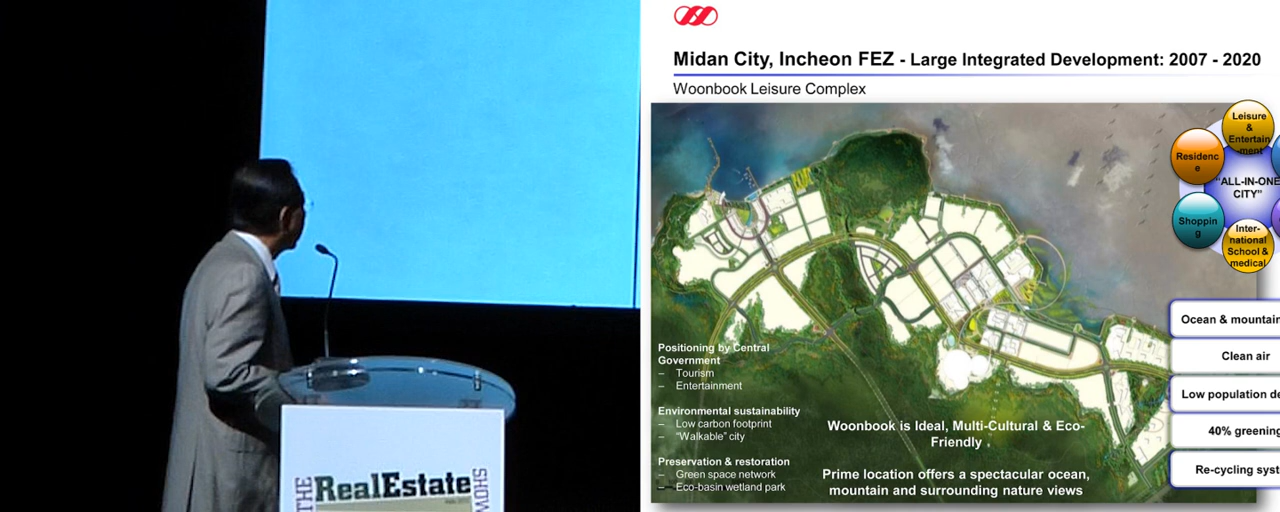 THE
RealEstate
SHOW
Midan City, Incheon FEZ - Large Integrated Development: 2007 - 2020
Woonbook Leisure Complex
Leisure
&
Entertain
-ment
Residenc
e
"ALL-IN-ONE
CITY"
Shoppin
g
Inter-
national
School &
medical
Ocean & mountain
Clean air
Low population de
40% greening
Re-cycling syst
Positioning by Central
Government
– Tourism
– Entertainment
Environmental sustainability
– Low carbon footprint
– "Walkable" city
Preservation & restoration
– Green space network
– Eco-basin wetland park
Woonbook is Ideal, Multi-Cultural & Eco-
Friendly .
Prime location offers a spectacular ocean,
mountain and surrounding nature views